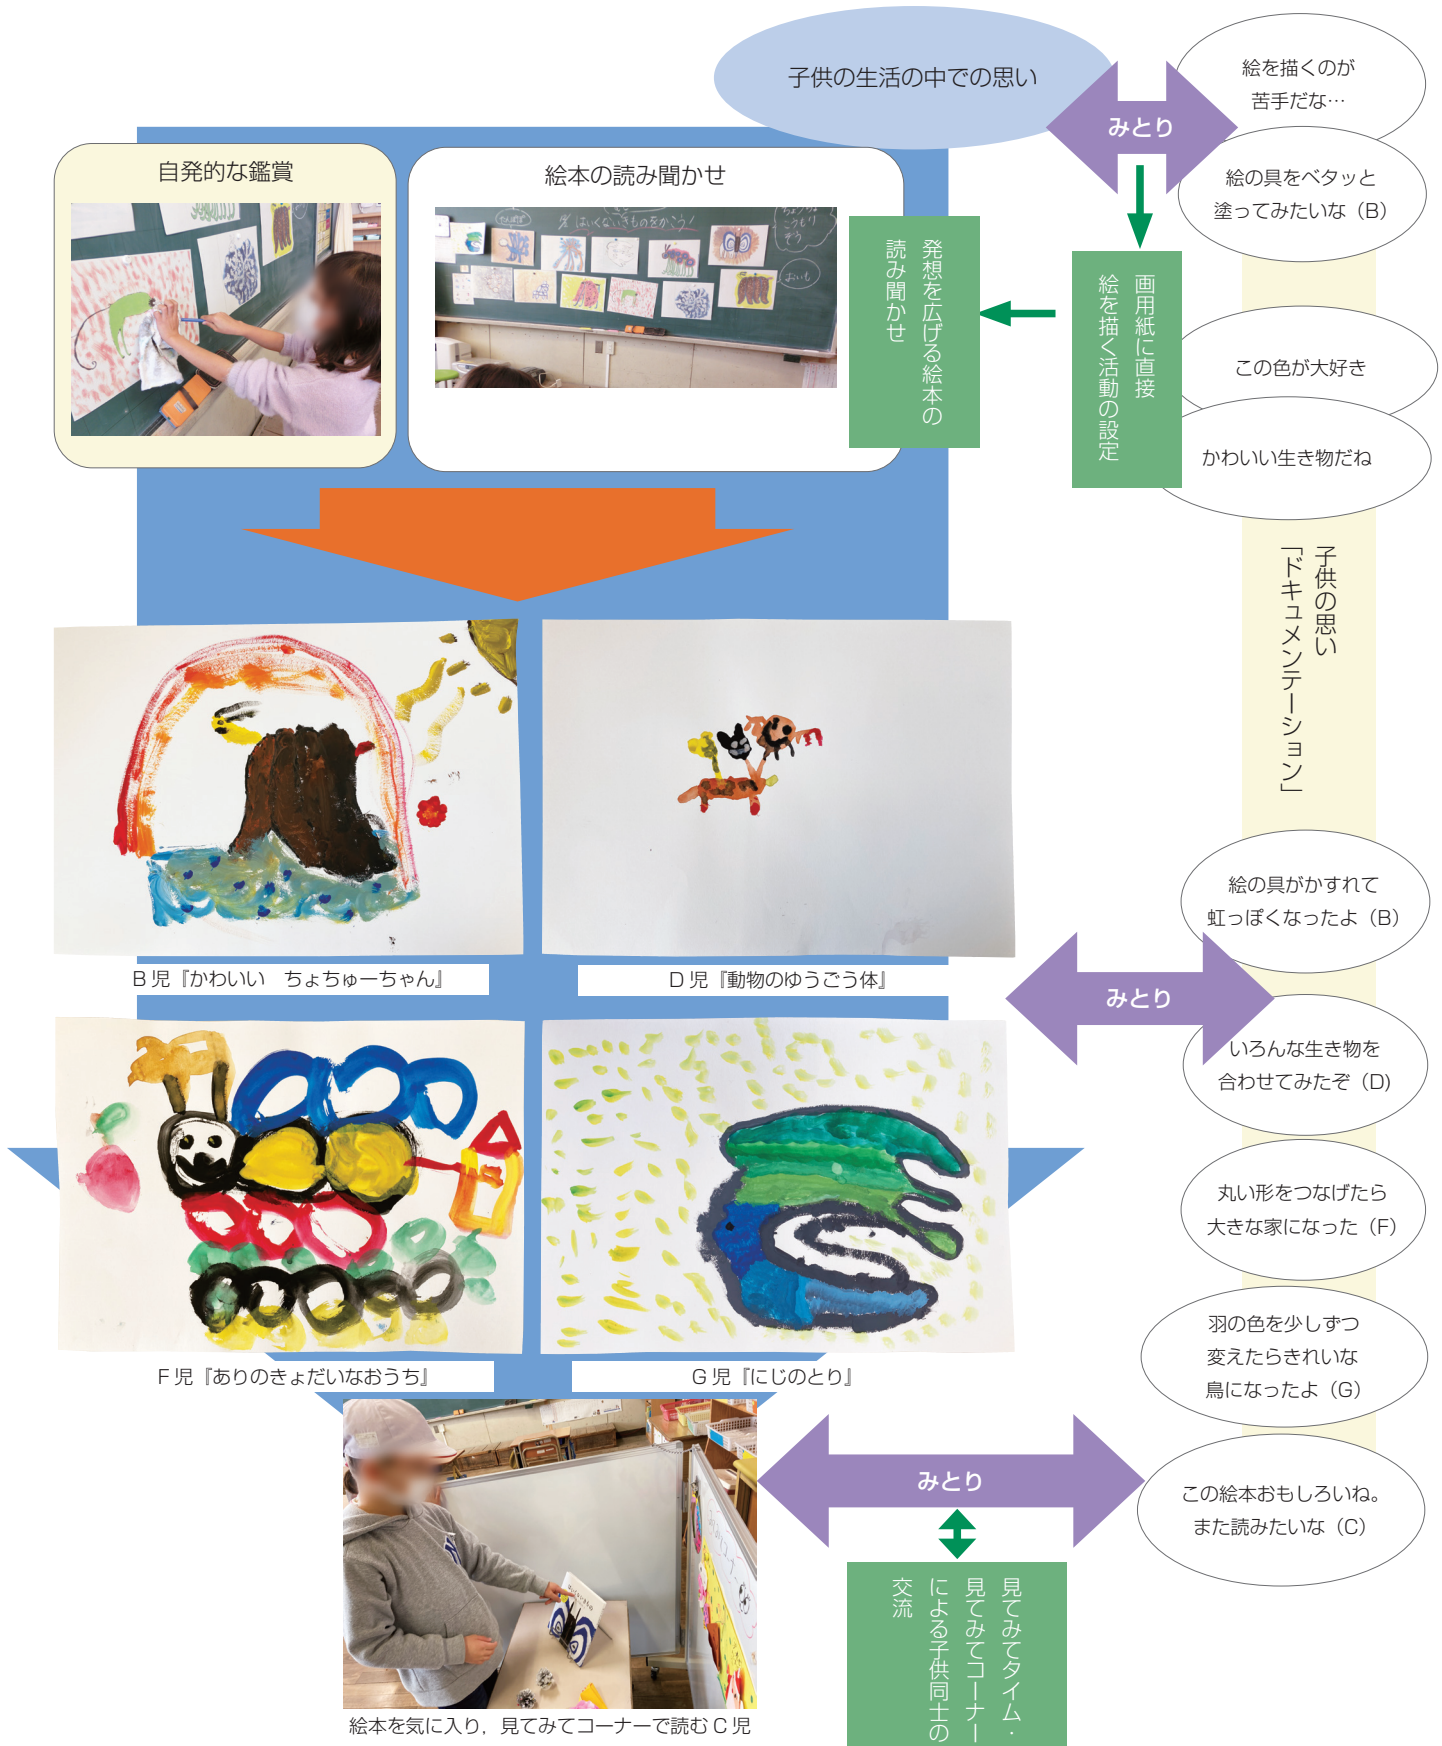 子供の生活の中での思い
みとり
絵を描くのが
苦手だな…
絵の具をベタッと
塗ってみたいな（B）
自発的な鑑賞
絵本の読み聞かせ
発想を広げる絵本の
読み聞かせ
画用紙に直接
絵を描く活動の設定
この色が大好き
かわいい生き物だね
子供の思い
「ドキュメンテーション」
B 児『かわいい　ちょちゅーちゃん』
D 児『動物のゆうごう体』
絵の具がかすれて
虹っぽくなったよ（B）
みとり
いろんな生き物を
合わせてみたぞ（D）
丸い形をつなげたら
大きな家になった（F）
F 児『ありのきょだいなおうち』
G 児『にじのとり』
羽の色を少しずつ
変えたらきれいな
鳥になったよ（G）
みとり
この絵本おもしろいね。
また読みたいな（C）
見てみてタイム・
見てみてコーナー
による子供同士の
交流
絵本を気に入り，見てみてコーナーで読む C 児